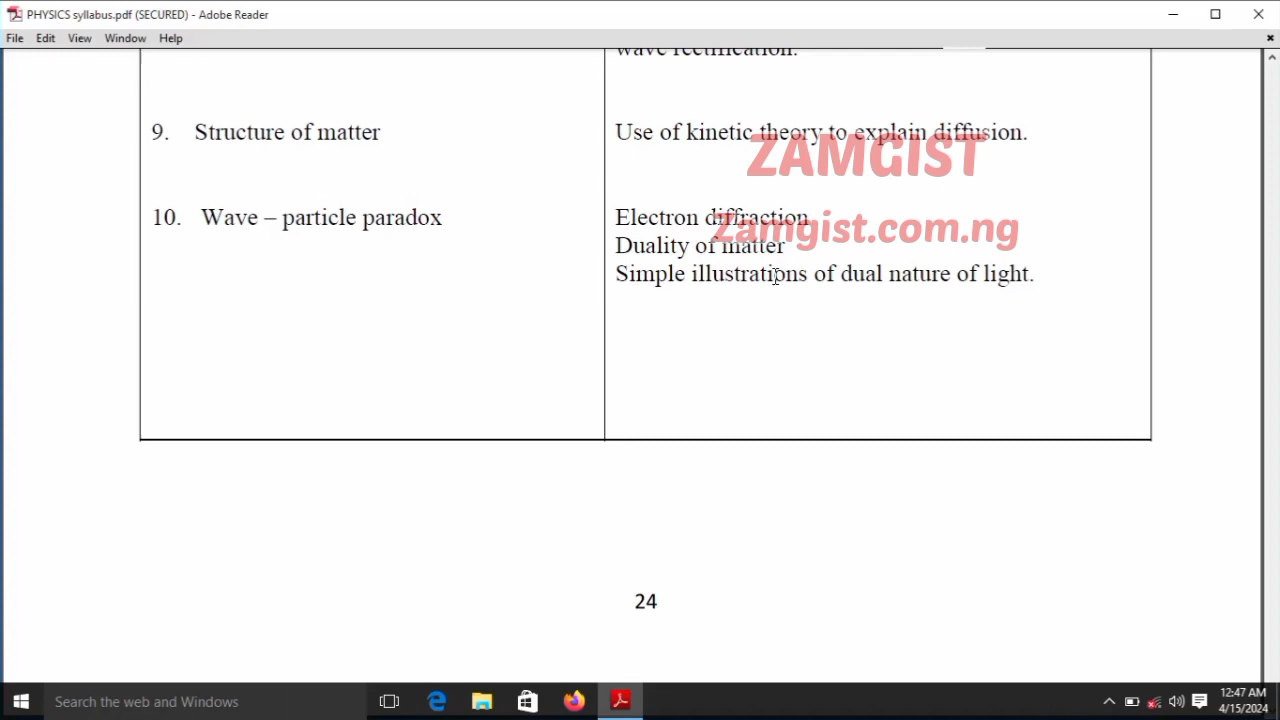 PHYSICS syllabus.pdf (SECURED) - Adobe Reader
File Edit View Window Help
wave rectification.
9. Structure of matter
Use of kinetic theory to explain diffusion.
ZAMGIST
10. Wave – particle paradox
Electron diffraction
Zamgist.com.ng
Duality of matter
Simple illustrations of dual nature of light.
24
Search the web and Windows
12:47 AM
4/15/2024